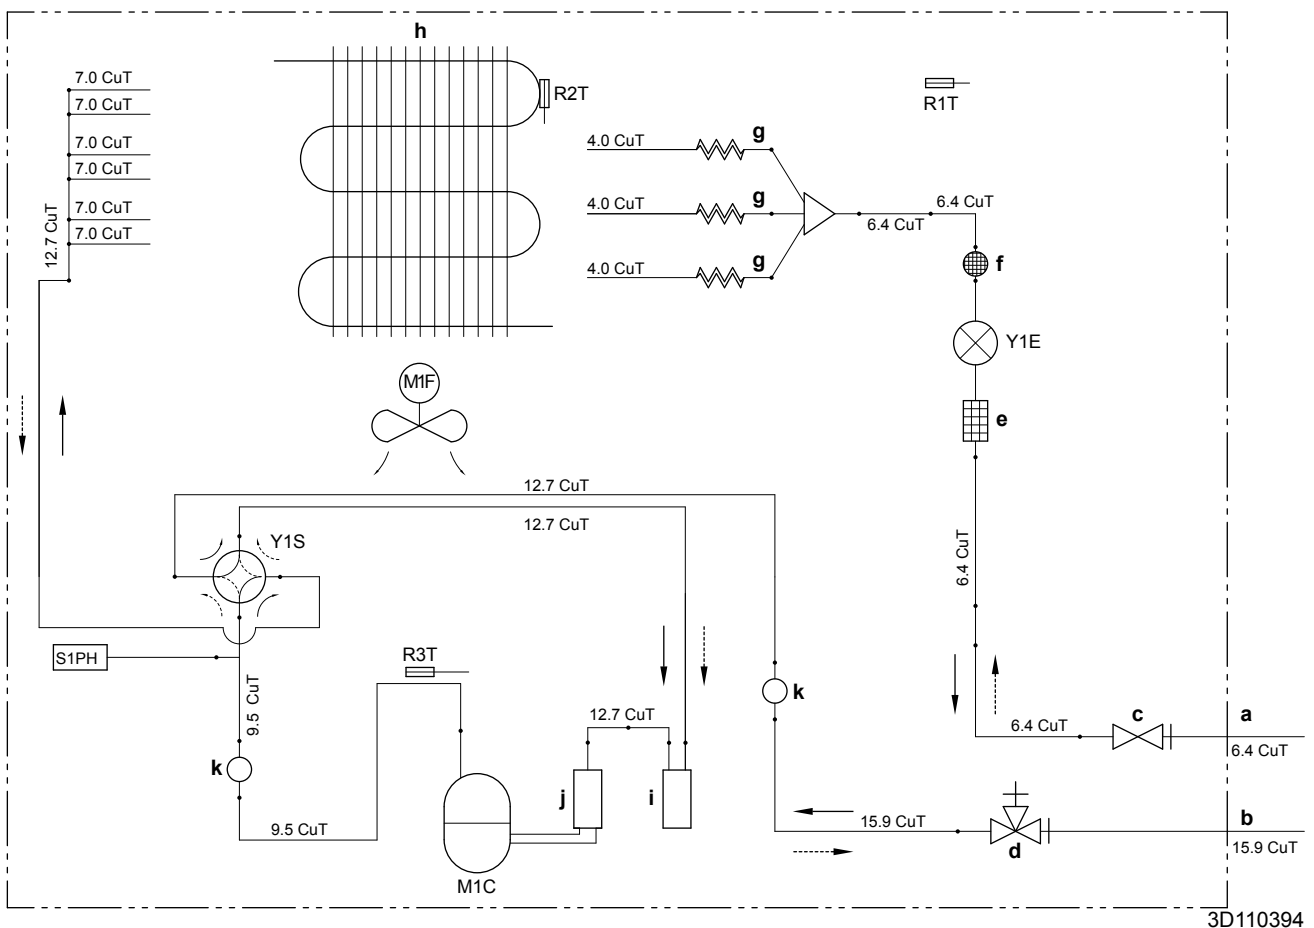 h
7.0 CuT
7.0 CuT
7.0 CuT
7.0 CuT
7.0 CuT
7.0 CuT
12.7 CuT
R2T
R1T
4.0 CuT
g
4.0 CuT
g
4.0 CuT
g
6.4 CuT
6.4 CuT
f
Y1E
e
M1F
12.7 CuT
12.7 CuT
Y1S
6.4 CuT
S1PH
R3T
9.5 CuT
k
k
12.7 CuT
c
a
6.4 CuT
6.4 CuT
j
i
9.5 CuT
15.9 CuT
d
b
15.9 CuT
M1C
3D110394